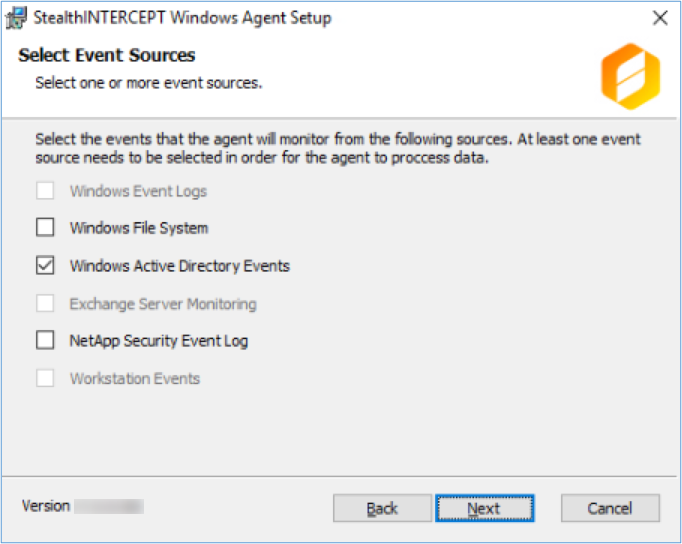 StealthINTERCEPT Windows Agent Setup
Select Event Sources
Select one or more event sources.
Select the events that the agent will monitor from the following sources. At least one event
source needs to be selected in order for the agent to proccess data.
Windows Event Logs
Windows File System
Windows Active Directory Events
Exchange Server Monitoring
NetApp Security Event Log
Workstation Events
Version
Back Next Cancel